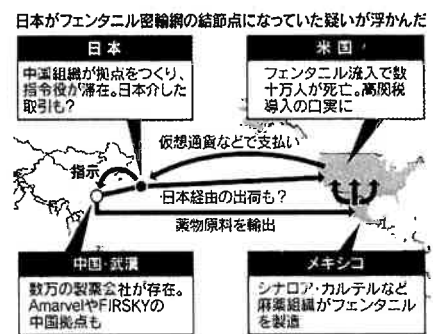 日本がフェンタニル密輸網の結節点になっていた疑いが浮かんだ
日本
中国組織が拠点をつくり、
指令役が滞在。日本介した
取引も?
米国
フェンタニル流入で数
十万人が死亡。高関税
導入の口実に
仮想通貨などで支払い
指示
日本経由の出荷も?
薬物原料を輸出
中国・武漢
数万の製薬会社が存在。
AmarvelやFIRSKYの
中国拠点も
メキシコ
シナロア・カルテルなど
麻薬組織がフェンタニル
を製造